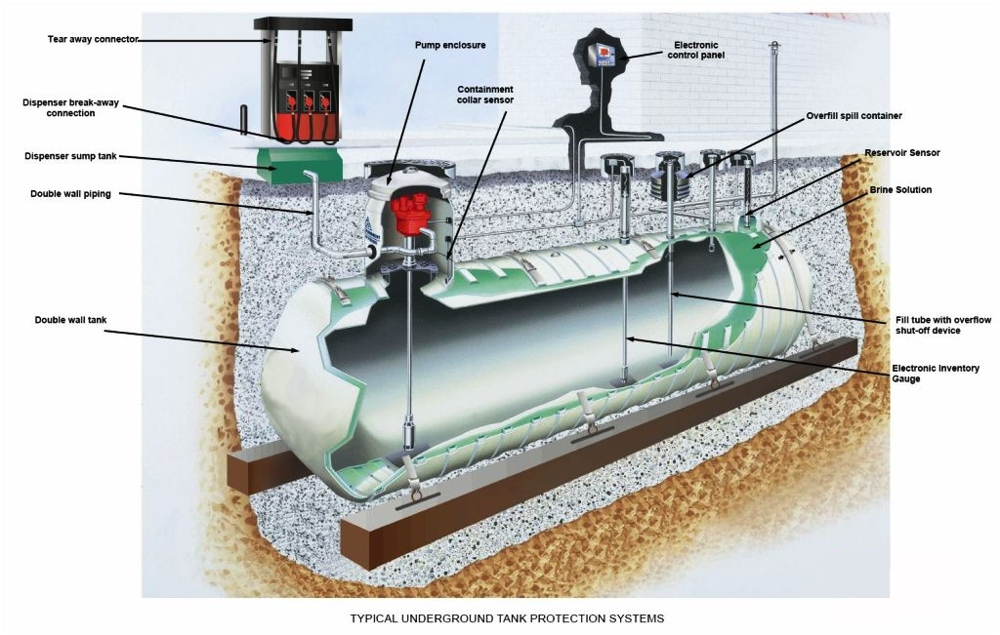 Tear away connector
Pump enclosure
Electronic
control panel
Containment
collar sensor
Dispenser break-away
connection
Overfill spill container
Dispenser sump tank
Reservoir Sensor
Double wall piping
Brine Solution
Double wall tank
Fill tube with overflow
shut-off device
Electronic Inventory
Gauge
TYPICAL UNDERGROUND TANK PROTECTION SYSTEMS